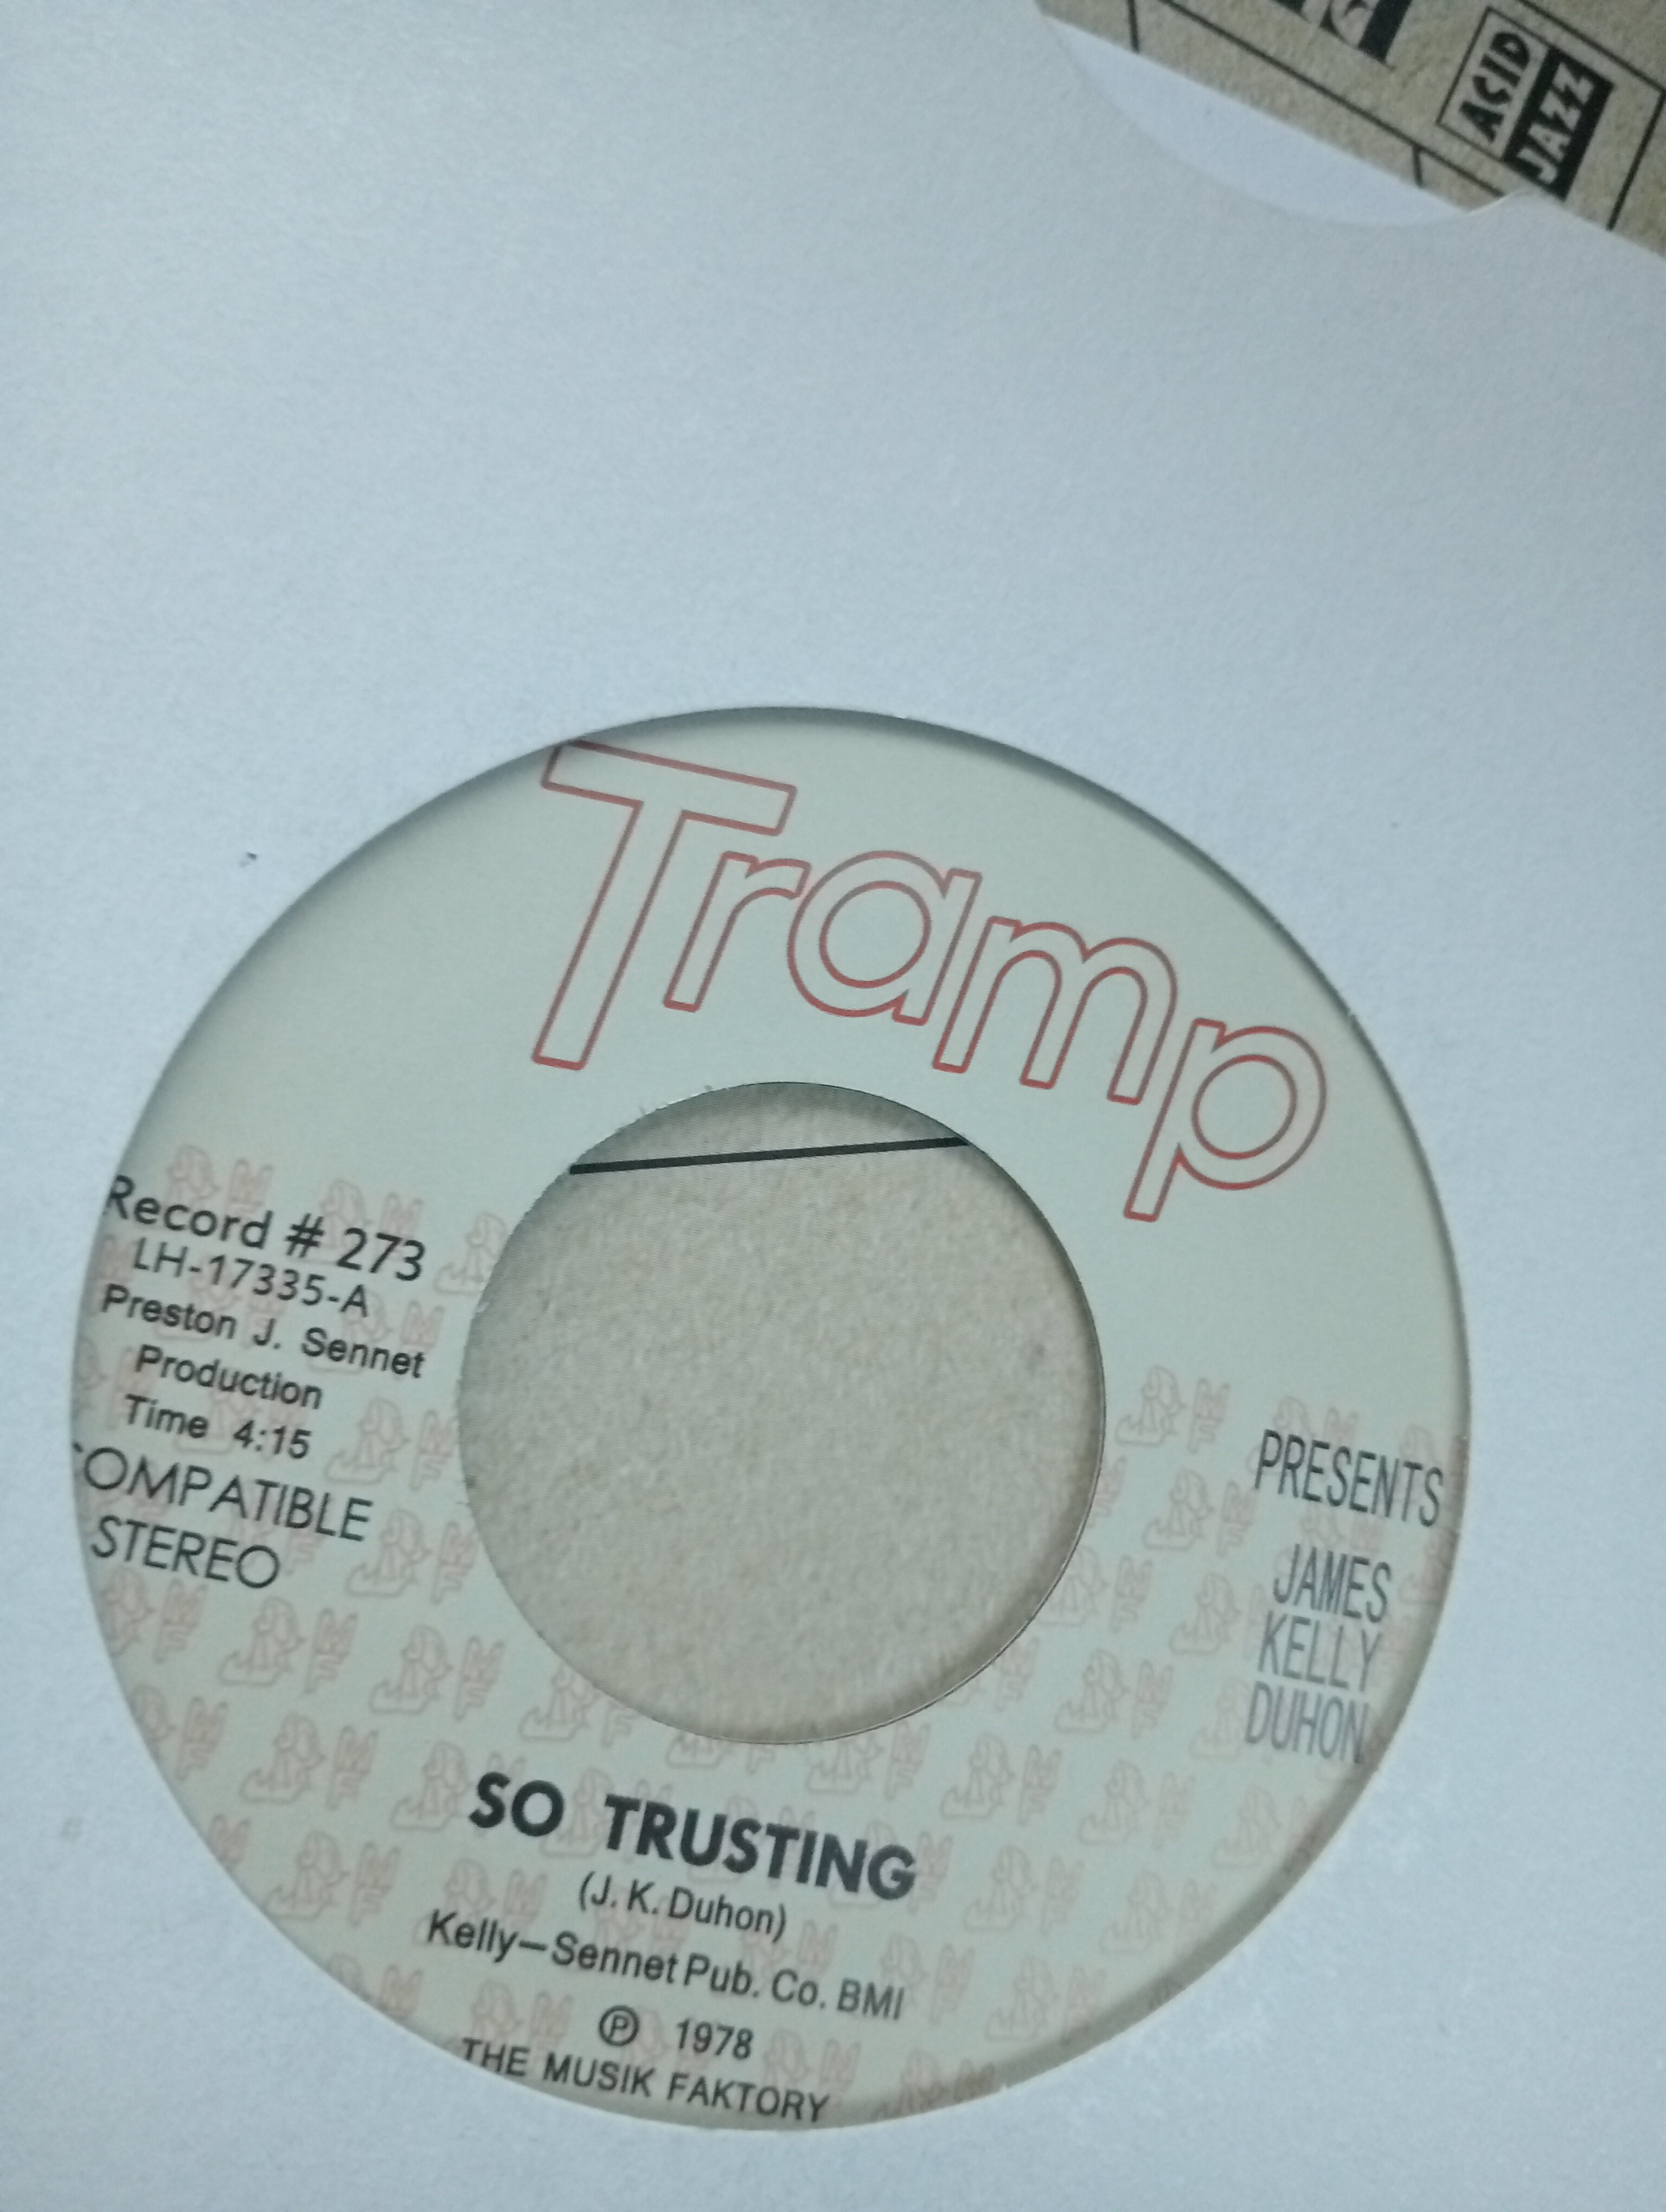 ACID
JAZZ
Tramp
Record # 273
LH-17335-A
Preston J. Sennet
Production
Time 4:15
OMPATIBLE
STEREO
PRESENTS
JAMES
KELLY
DUHON
SO TRUSTING
(J. K. Duhon)
Kelly—Sennet Pub. Co. BMI
Ⓟ 1978
THE MUSIK FAKTORY